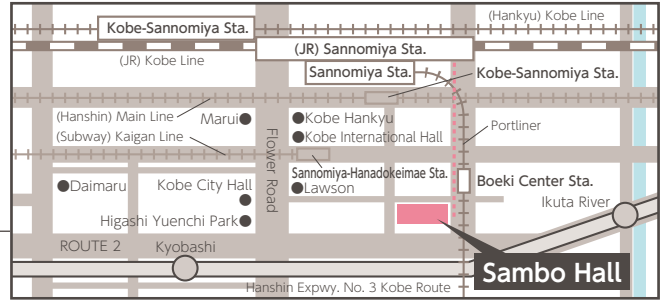 (Hankyu) Kobe Line
Kobe-Sannomiya Sta.
(JR) Sannomiya Sta.
(JR) Kobe Line
Sannomiya Sta.
Kobe-Sannomiya Sta.
(Hanshin) Main Line
Marui
Kobe Hankyu
Portliner
(Subway) Kaigan Line
Kobe International Hall
Flower Road
Sannomiya-Hanadokeimae Sta.
Daimaru
Kobe City Hall
Lawson
Boeki Center Sta.
Ikuta River
Higashi Yuenchi Park
ROUTE 2
Kyobashi
Sambo Hall
Hanshin Expwy. No. 3 Kobe Route